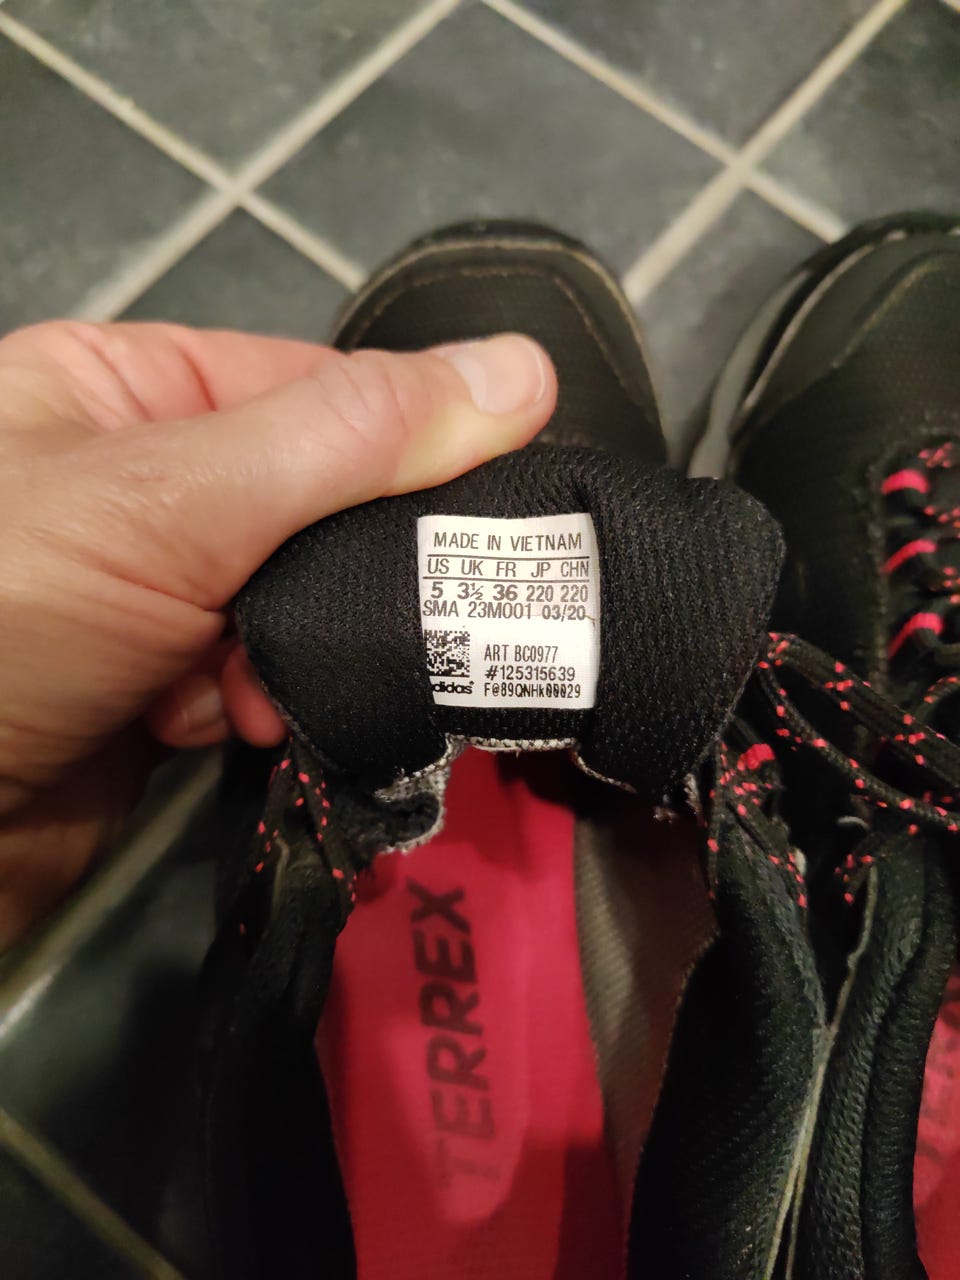 MADE IN VIETNAM
US UK FR JP CHN
5 3½ 36 220 220
SMA 23M001 03/20
ART BC0977
#125315639
adidas F@89QNHk00029
TERREX